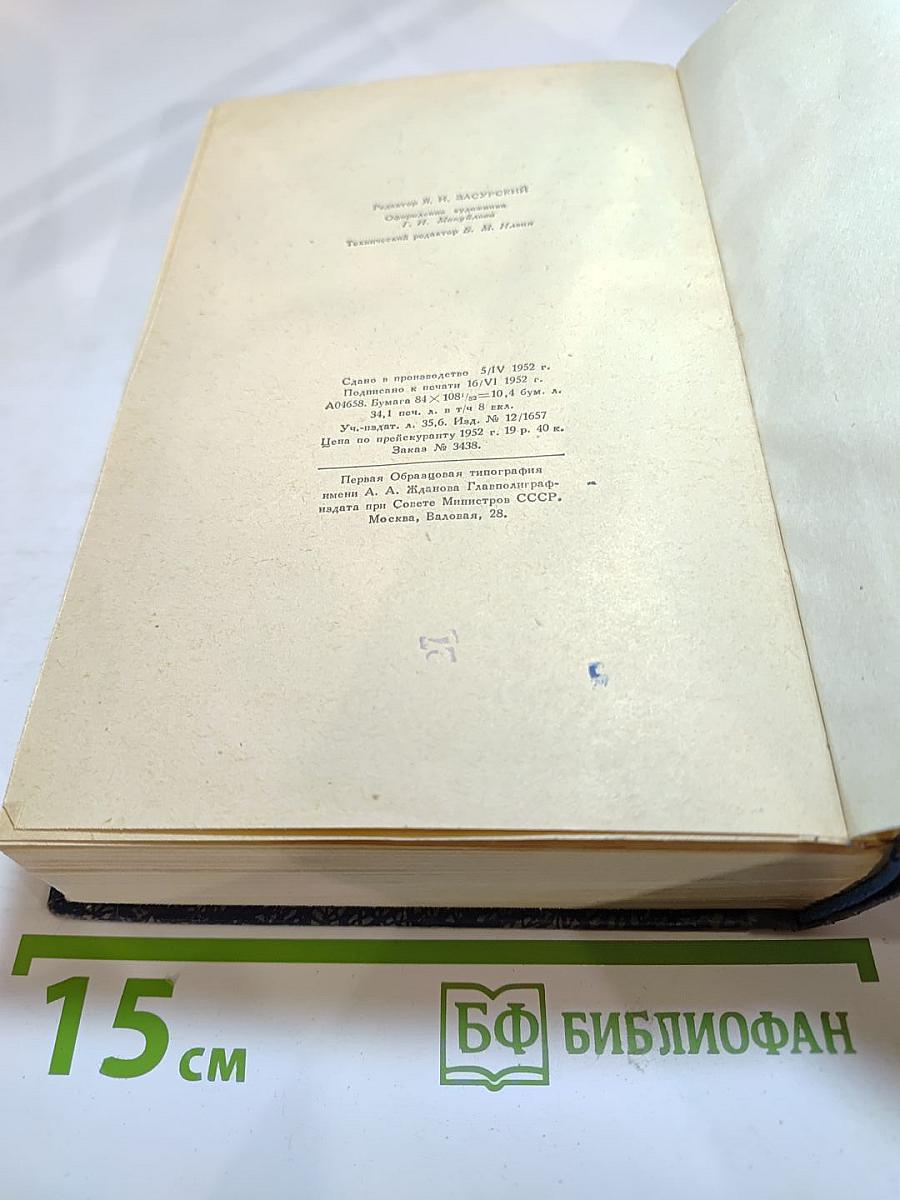 Редактор Я. Н. ЗАСУРСКИЙ
Оформление художника
Г. И. Мануйлова
Технический редактор Б. М. Ильин
Сдано в производство 5/IV 1952 г.
Подписано к печати 16/VI 1952 г.
А04658. Бумага 84×108¹/₃₂=10,4 бум. л.
34,1 печ. л. в т/ч 8 вкл.
Уч.-издат. л. 35,6. Изд. № 12/1657
Цена по прейскуранту 1952 г. 19 р. 40 к.
Заказ № 3438.
Первая Образцовая типография
имени А. А. Жданова Главполиграф-
издата при Совете Министров СССР.
Москва, Валовая, 28.
27
15 см
БФ БИБЛИОФАН